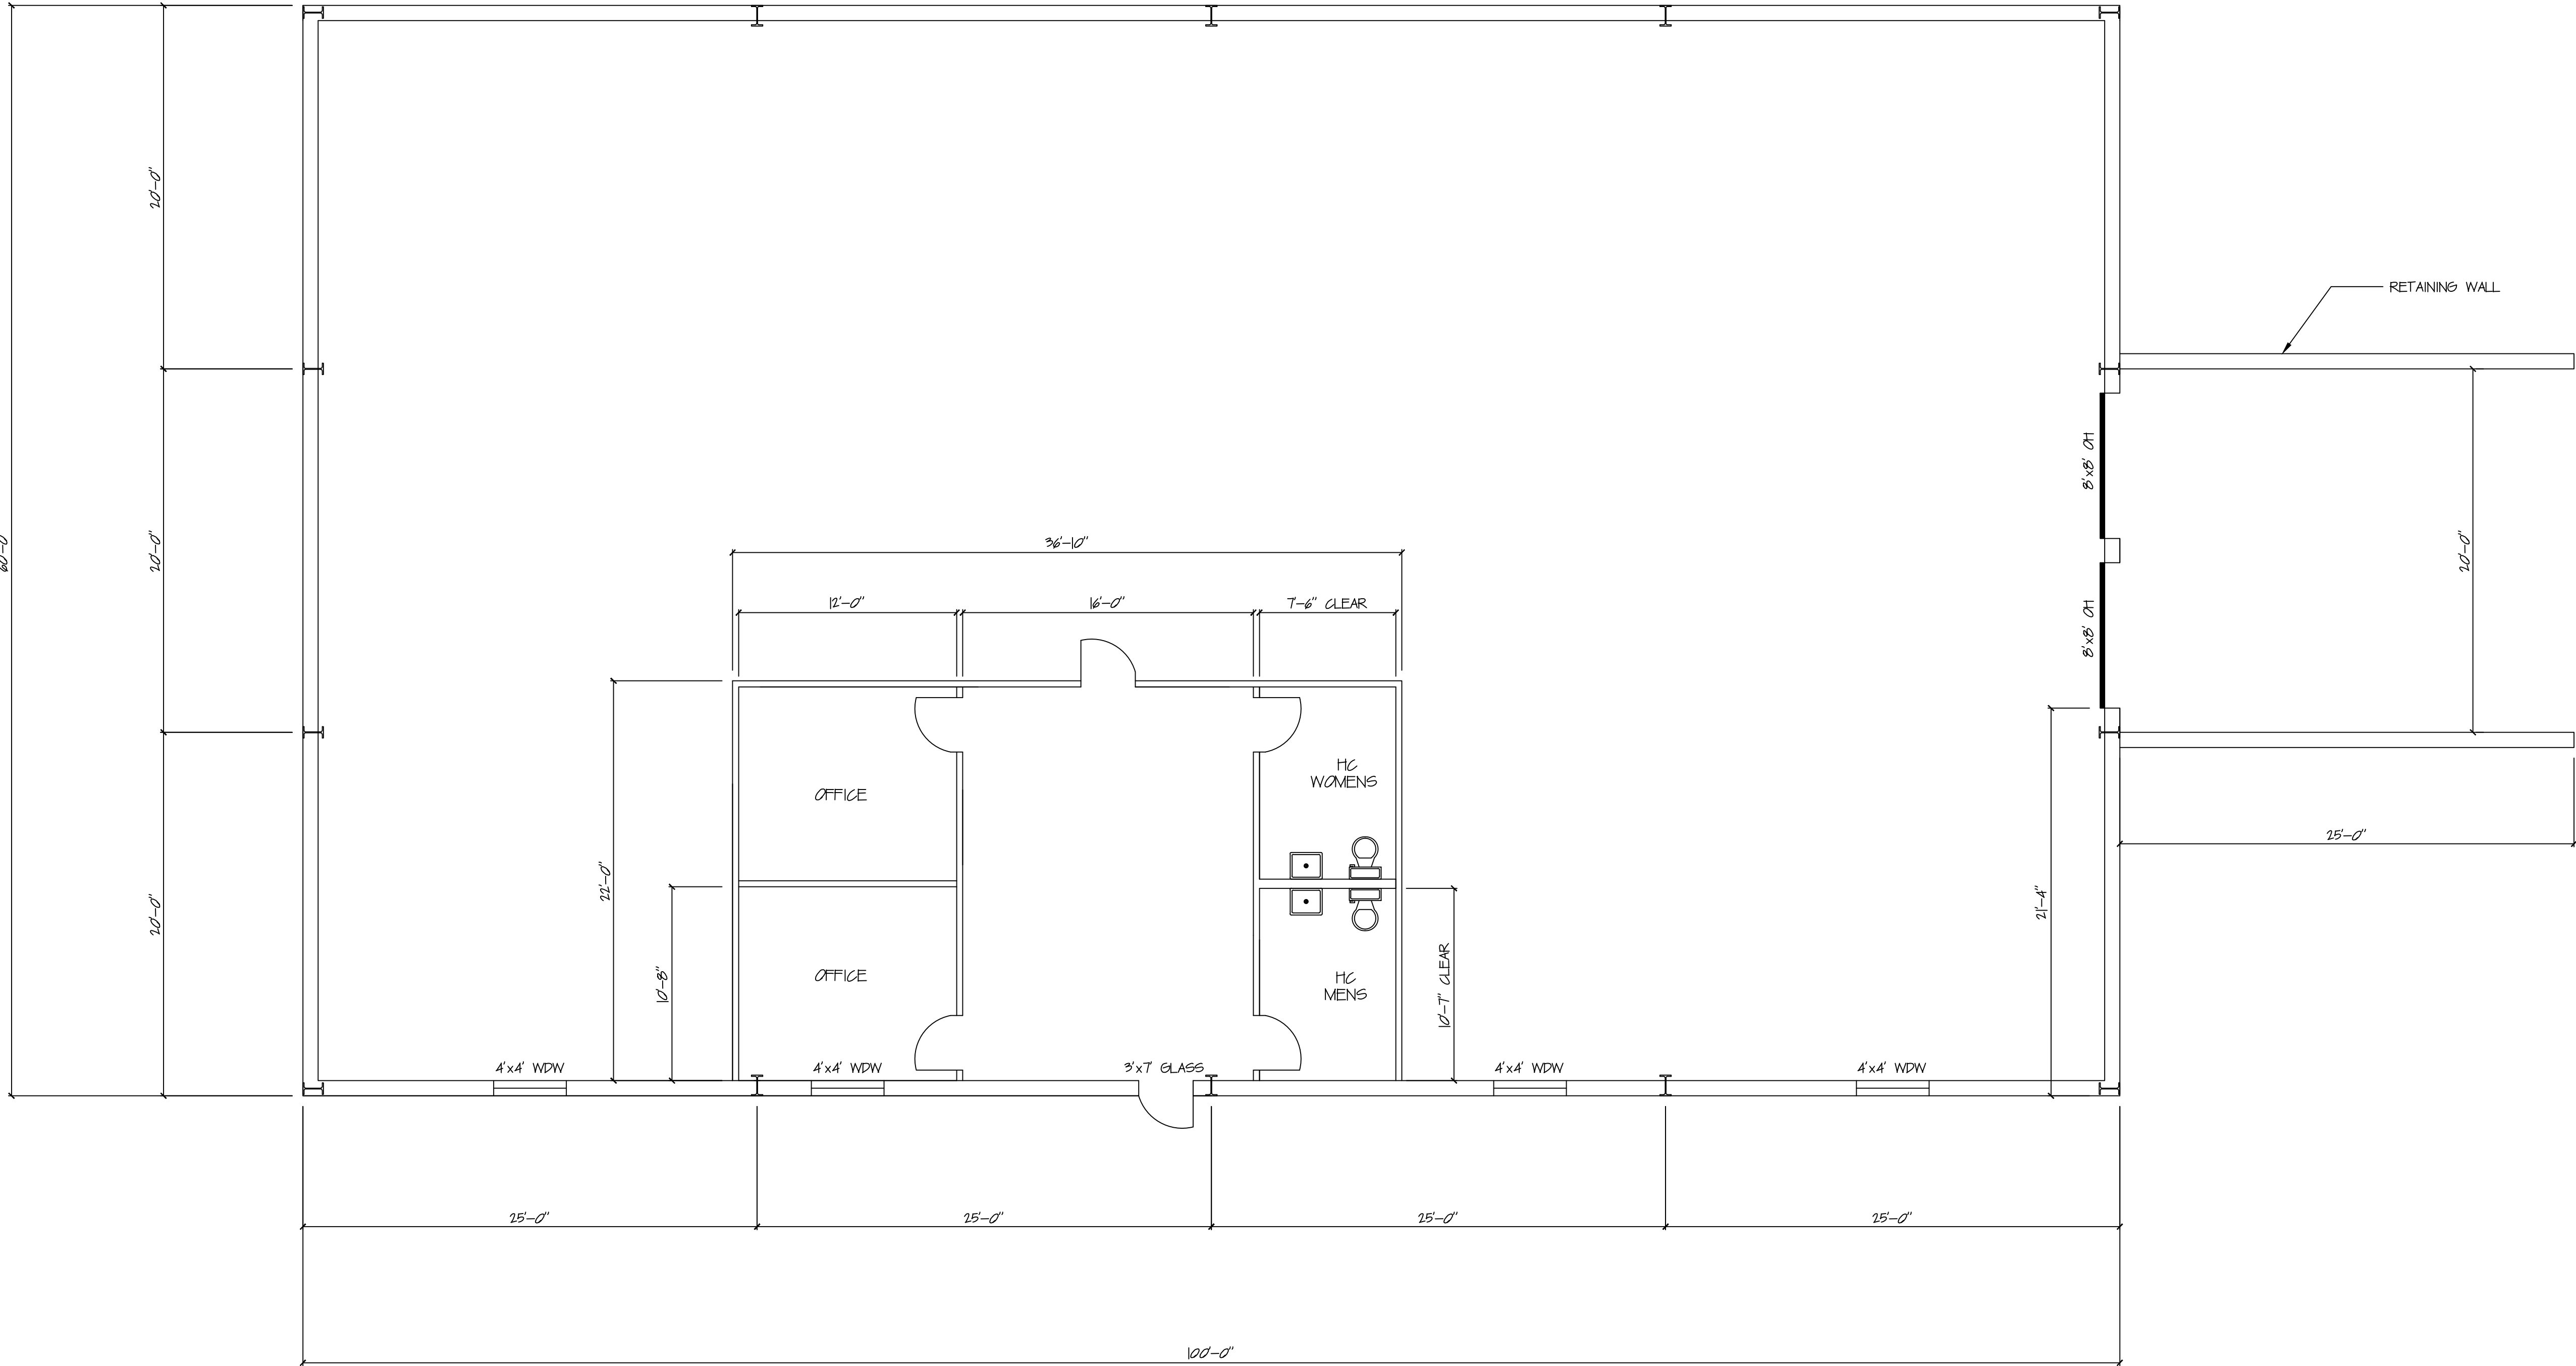 20'-0"
RETAINING WALL
8'x8' OH
60'-0"
20'-0"
36'-10"
20'-0"
12'-0"
16'-0"
7'-6" CLEAR
8'x8' OH
HC
WOMENS
OFFICE
25'-0"
22'-0"
21'-4"
20'-0"
OFFICE
HC
MENS
10'-8"
10'-7" CLEAR
4'x4' WDW
4'x4' WDW
3'x7' GLASS
4'x4' WDW
4'x4' WDW
25'-0"
25'-0"
25'-0"
25'-0"
100'-0"